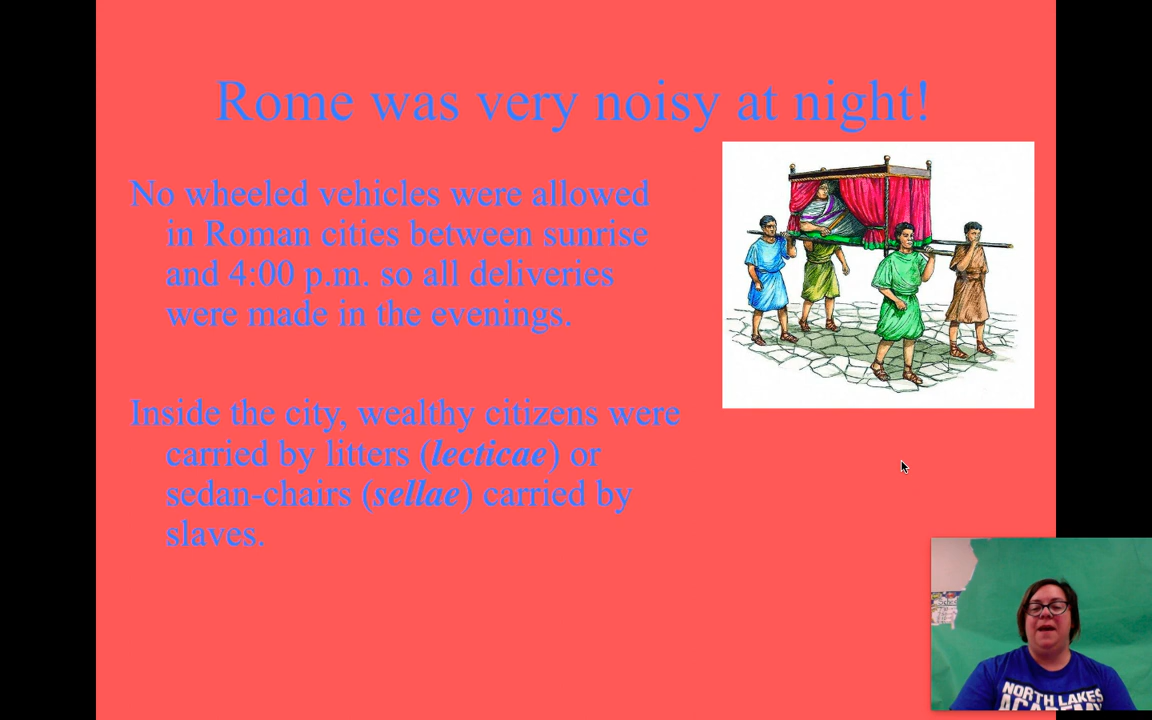 Rome was very noisy at night!
No wheeled vehicles were allowed
in Roman cities between sunrise
and 4:00 p.m. so all deliveries
were made in the evenings.
Inside the city, wealthy citizens were
carried by litters (lecticae) or
sedan-chairs (sellae) carried by
slaves.
NORTH LAKES
ACADEMY